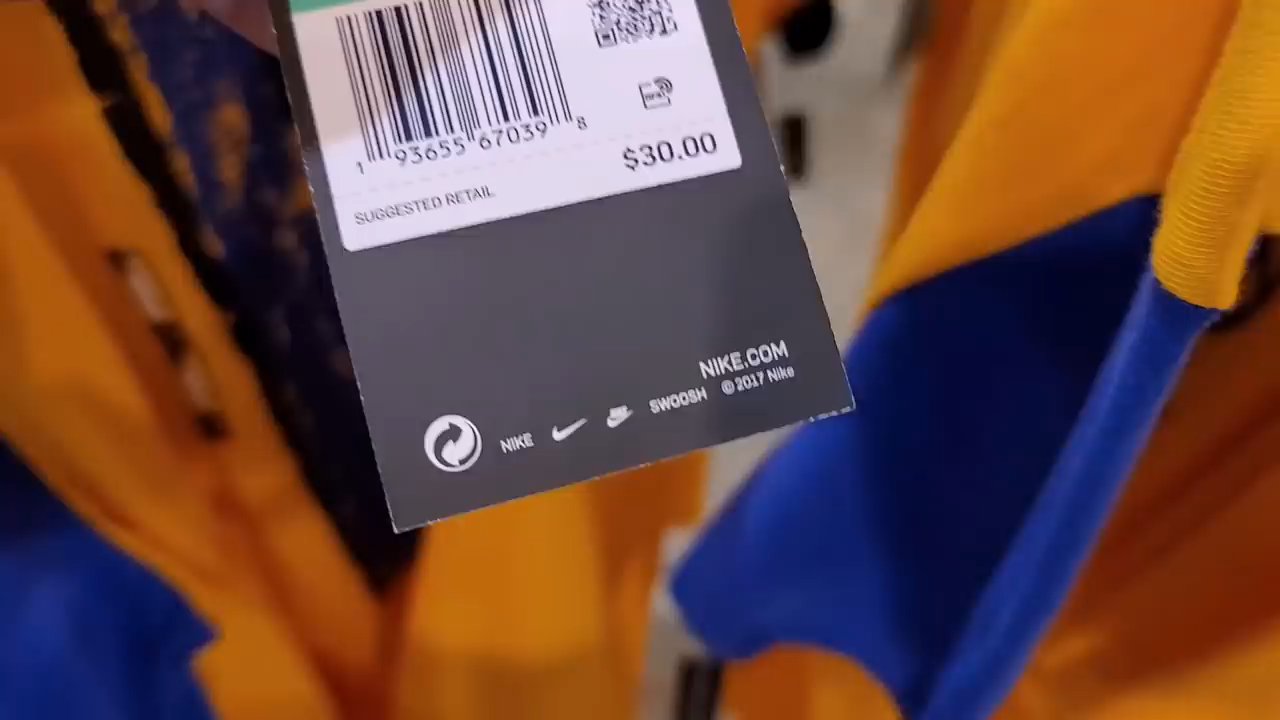 1 93655 67039 8
$30.00
SUGGESTED RETAIL
NIKE.COM
NIKE SWOOSH ©2017 Nike